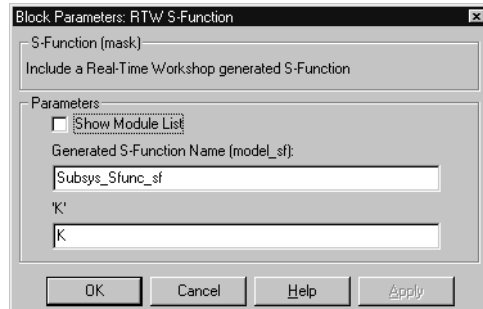 Block Parameters: RTW S-Function
S-Function (mask)
Include a Real-Time Workshop generated S-Function
Parameters
Show Module List
Generated S-Function Name (model_sf):
Subsys_Sfunc_sf
'K'
K
OK Cancel Help Apply